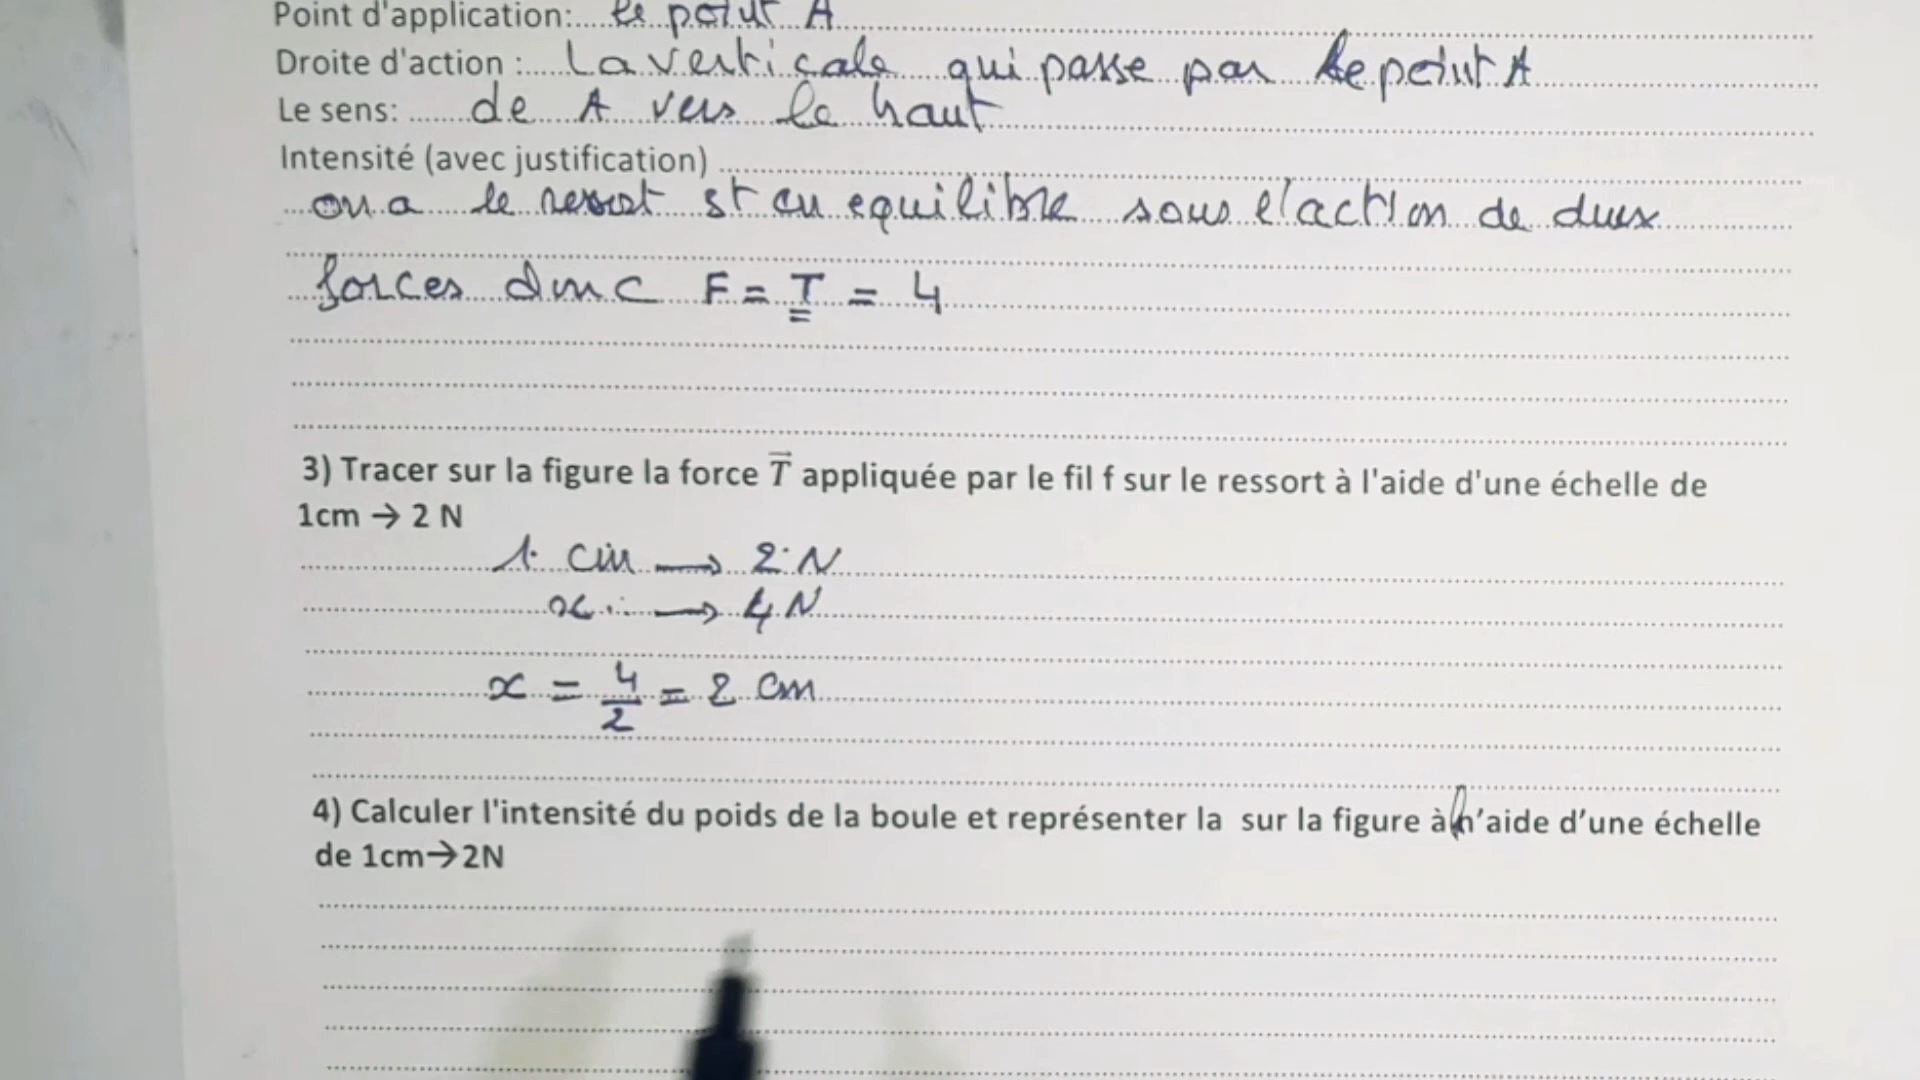 Point d'application: le point A
Droite d'action : La verticale qui passe par le point A
Le sens: de A vers le haut
Intensité (avec justification)
on a le ressort st en equilibre sous l'action de deux
forces donc F = T = 4
3) Tracer sur la figure la force T⃗ appliquée par le fil f sur le ressort à l'aide d'une échelle de
1cm → 2 N
1 cm → 2 N
x → 4 N
x = 4/2 = 2 cm
4) Calculer l'intensité du poids de la boule et représenter la sur la figure à l'aide d'une échelle
de 1cm→2N